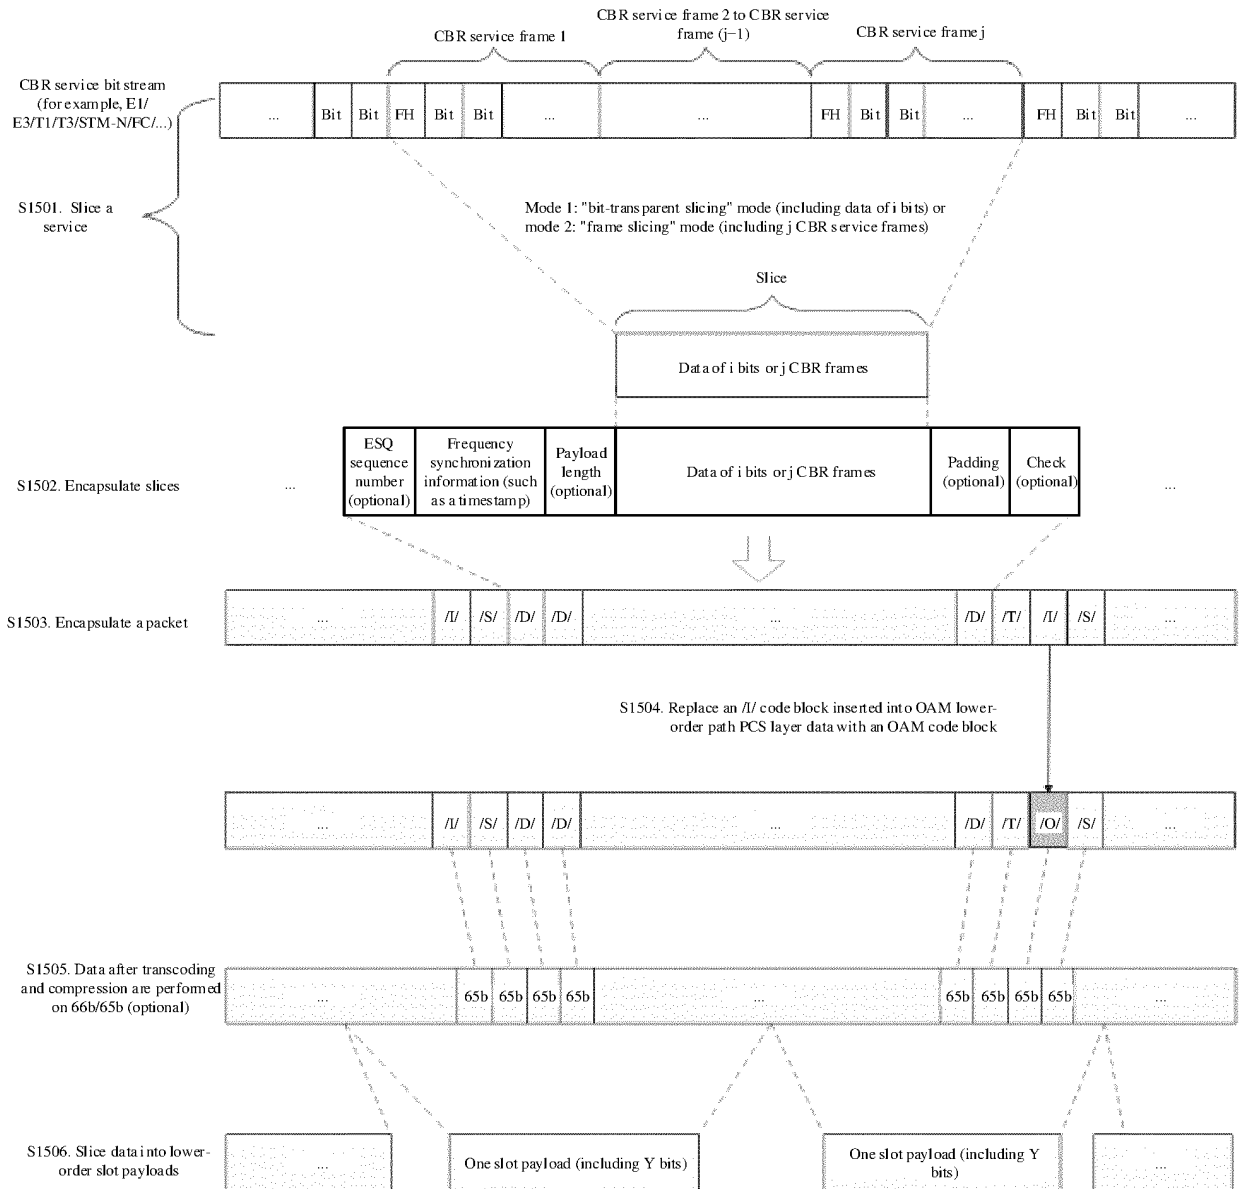 CBR service frame 1
CBR service frame 2 to CBR service
frame (j−1)
CBR service frame j
CBR service bit stream
(for example, E1/
E3/T1/T3/STM-N/FC/...)
... Bit Bit FH Bit Bit ... ... FH Bit Bit ... FH Bit Bit ...
S1501. Slice a
service
Mode 1: "bit-transparent slicing" mode (including data of i bits) or
mode 2: "frame slicing" mode (including j CBR service frames)
Slice
Data of i bits or j CBR frames
S1502. Encapsulate slices
...
ESQ
sequence
number
(optional)
Frequency
synchronization
information (such
as a timestamp)
Payload
length
(optional)
Data of i bits or j CBR frames
Padding
(optional)
Check
(optional)
...
S1503. Encapsulate a packet
... /I/ /S/ /D/ /D/ ... /D/ /T/ /I/ /S/ ...
S1504. Replace an /I/ code block inserted into OAM lower-
order path PCS layer data with an OAM code block
... /I/ /S/ /D/ /D/ ... /D/ /T/ /O/ /S/ ...
S1505. Data after transcoding
and compression are performed
on 66b/65b (optional)
... 65b 65b 65b 65b ... 65b 65b 65b 65b ...
S1506. Slice data into lower-
order slot payloads
...
One slot payload (including Y bits)
One slot payload (including Y
bits)
...